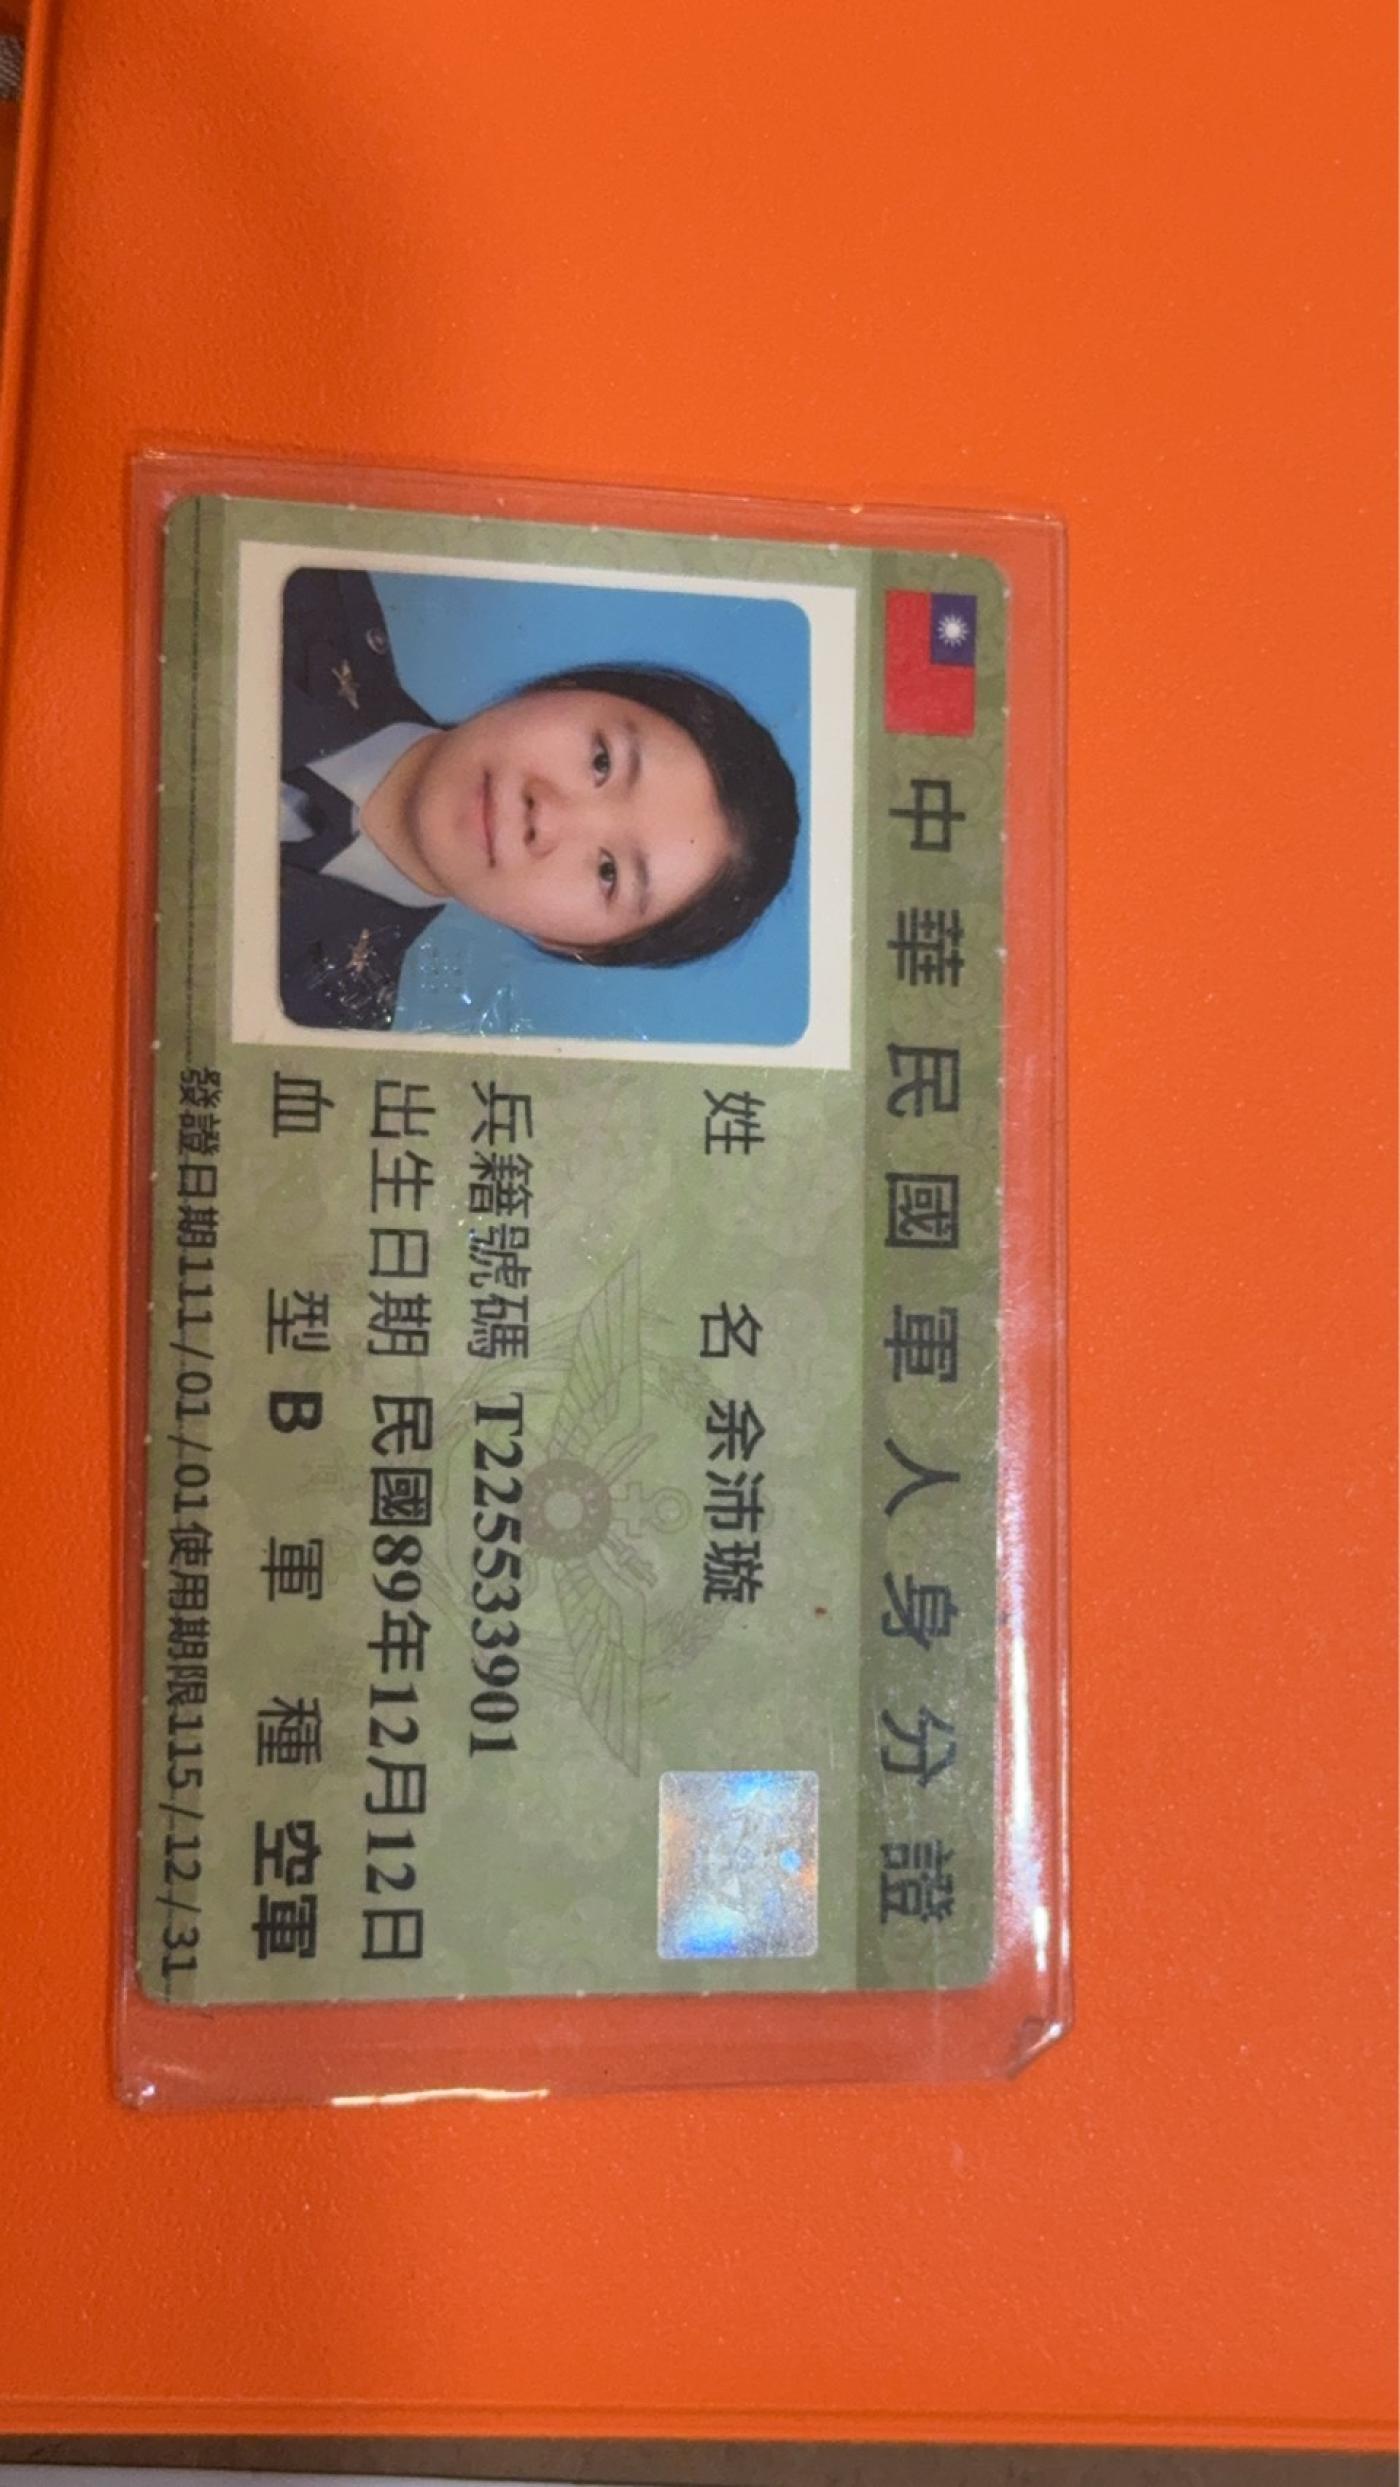 中華民國軍人身分證
姓 名 余沛璇
兵籍號碼 T225533901
出生日期 民國89年12月12日
血 型 B 軍 種 空軍
發證日期111/01/01使用期限115/12/31